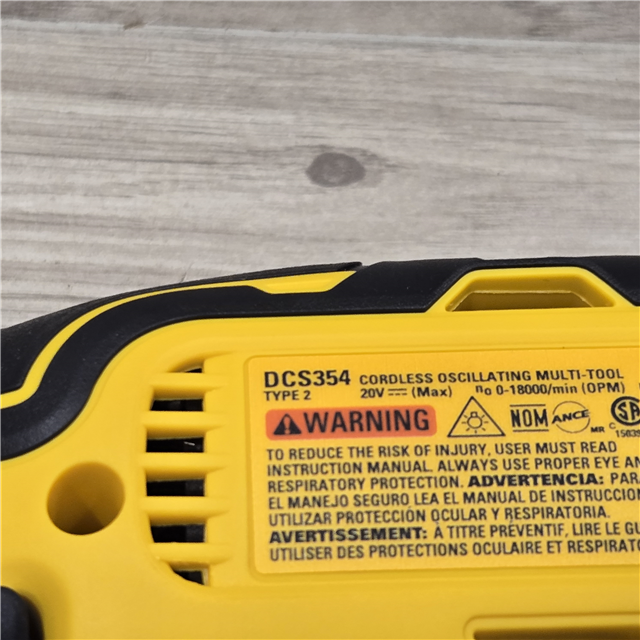 DCS354 CORDLESS OSCILLATING MULTI-TOOL
TYPE 2 20V (Max) no 0-18000/min (OPM)
WARNING NOM ANCE MR C SA
TO REDUCE THE RISK OF INJURY, USER MUST READ
INSTRUCTION MANUAL. ALWAYS USE PROPER EYE AN
RESPIRATORY PROTECTION. ADVERTENCIA: PAR
EL MANEJO SEGURO LEA EL MANUAL DE INSTRUCCIO
UTILIZAR PROTECCIÓN OCULAR Y RESPIRATORIA.
AVERTISSEMENT: À TITRE PRÉVENTIF, LIRE LE GU
UTILISER DES PROTECTIONS OCULAIRE ET RESPIRATO